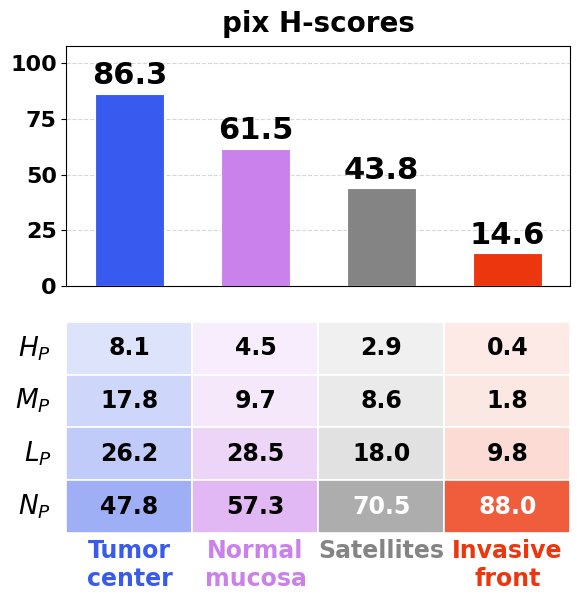 pix H-scores
100
75
50
25
0
86.3
61.5
43.8
14.6
H_P 8.1 4.5 2.9 0.4
M_P 17.8 9.7 8.6 1.8
L_P 26.2 28.5 18.0 9.8
N_P 47.8 57.3 70.5 88.0
Tumor
center
Normal
mucosa
Satellites
Invasive
front